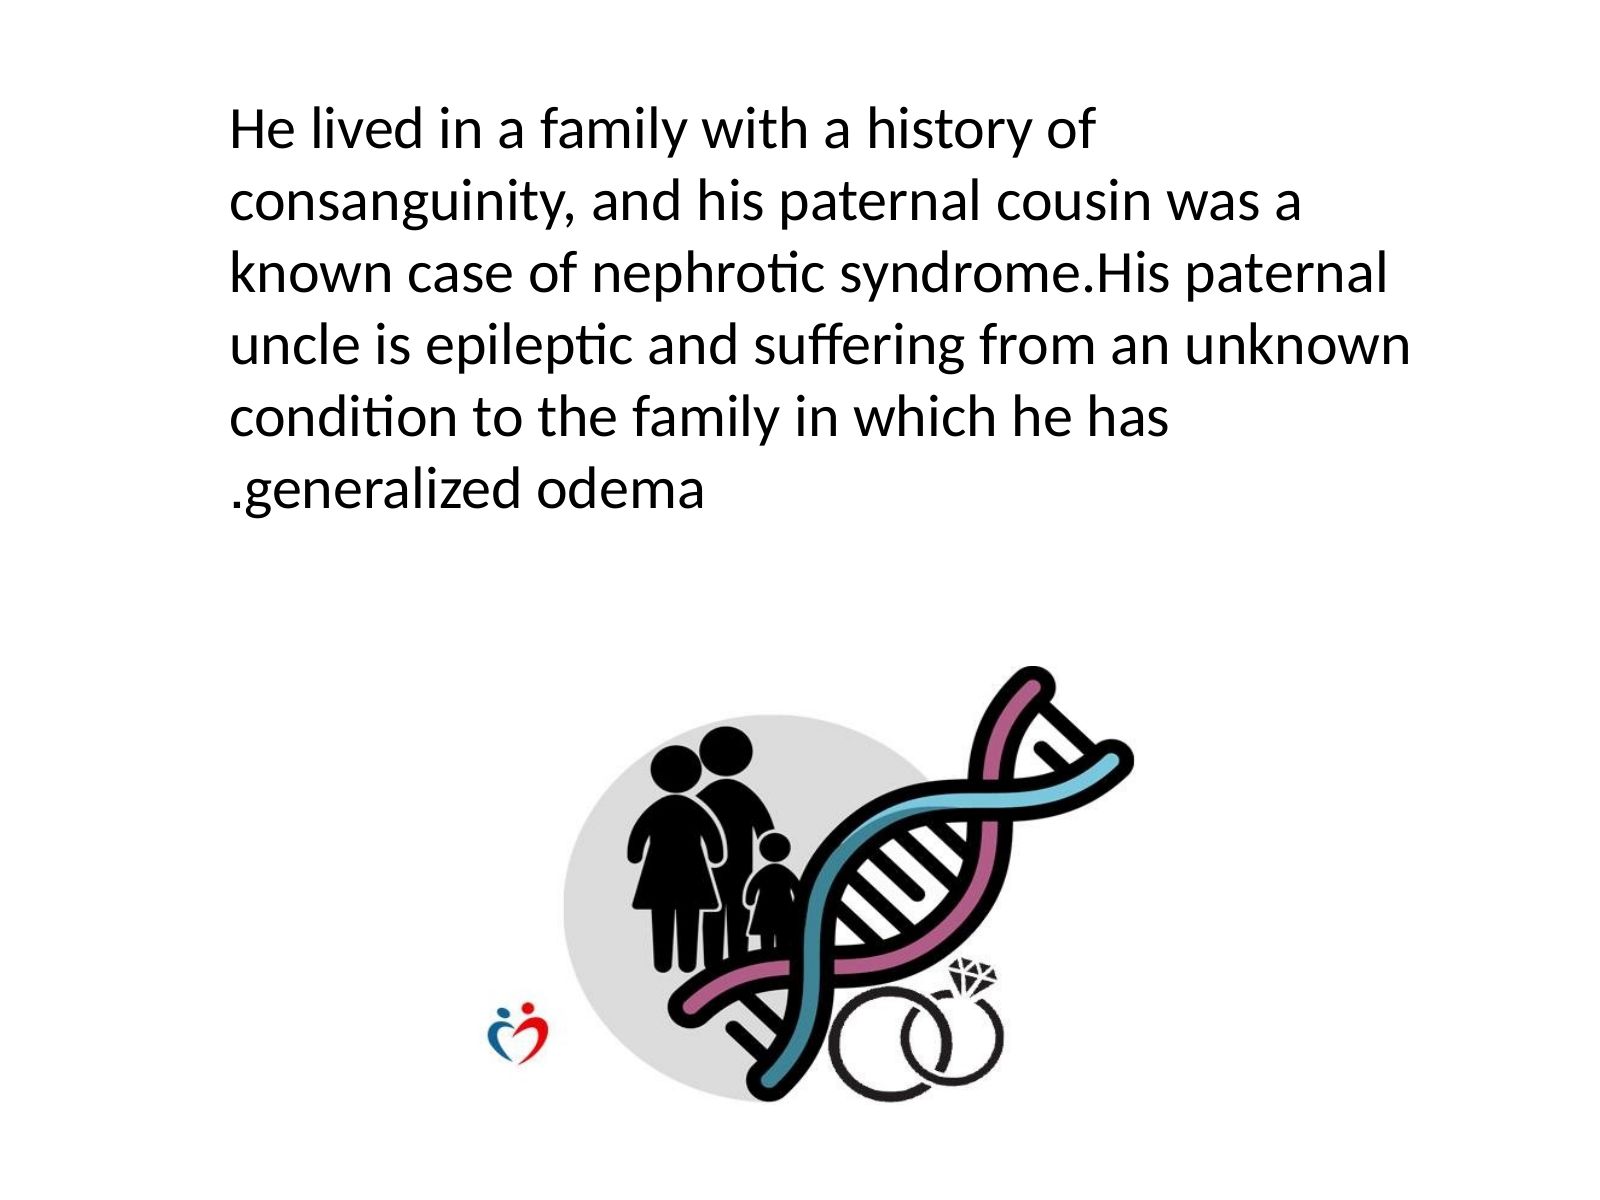 He lived in a family with a history of
consanguinity, and his paternal cousin was a
known case of nephrotic syndrome.His paternal
uncle is epileptic and suffering from an unknown
condition to the family in which he has
.generalized odema